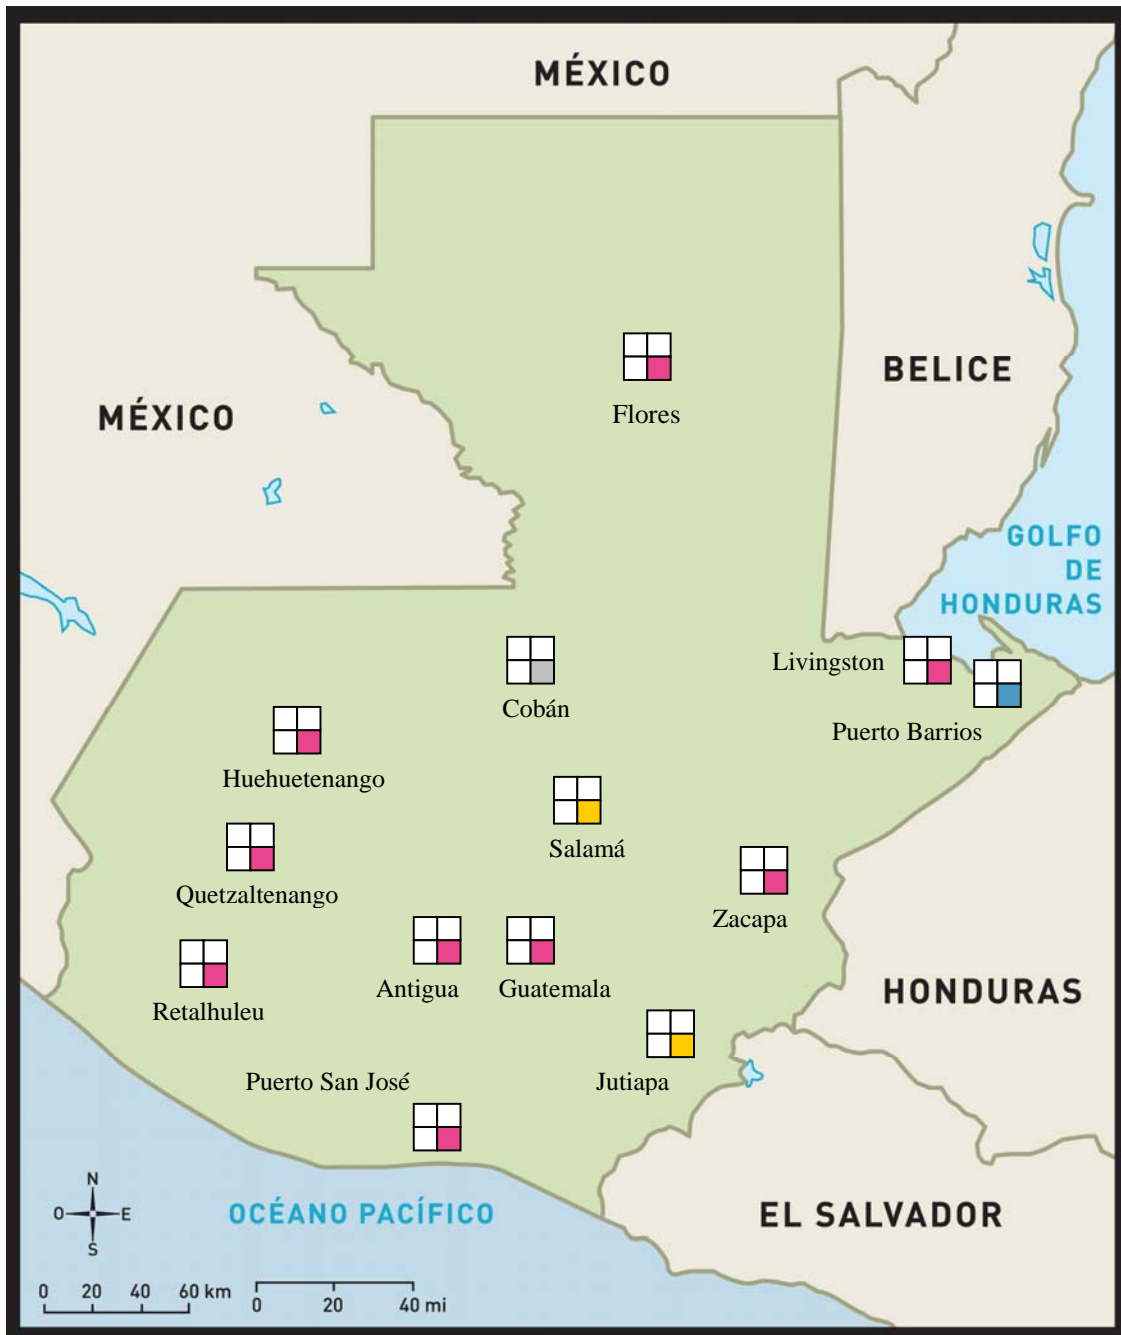 MÉXICO
BELICE
Flores
MÉXICO
GOLFO
DE
HONDURAS
Livingston
Cobán
Puerto Barrios
Huehuetenango
Salamá
Quetzaltenango
Zacapa
Antigua
Guatemala
Retalhuleu
HONDURAS
Puerto San José
Jutiapa
N
O
E
S
OCÉANO PACÍFICO
EL SALVADOR
0 20 40 60 km
0 20 40 mi